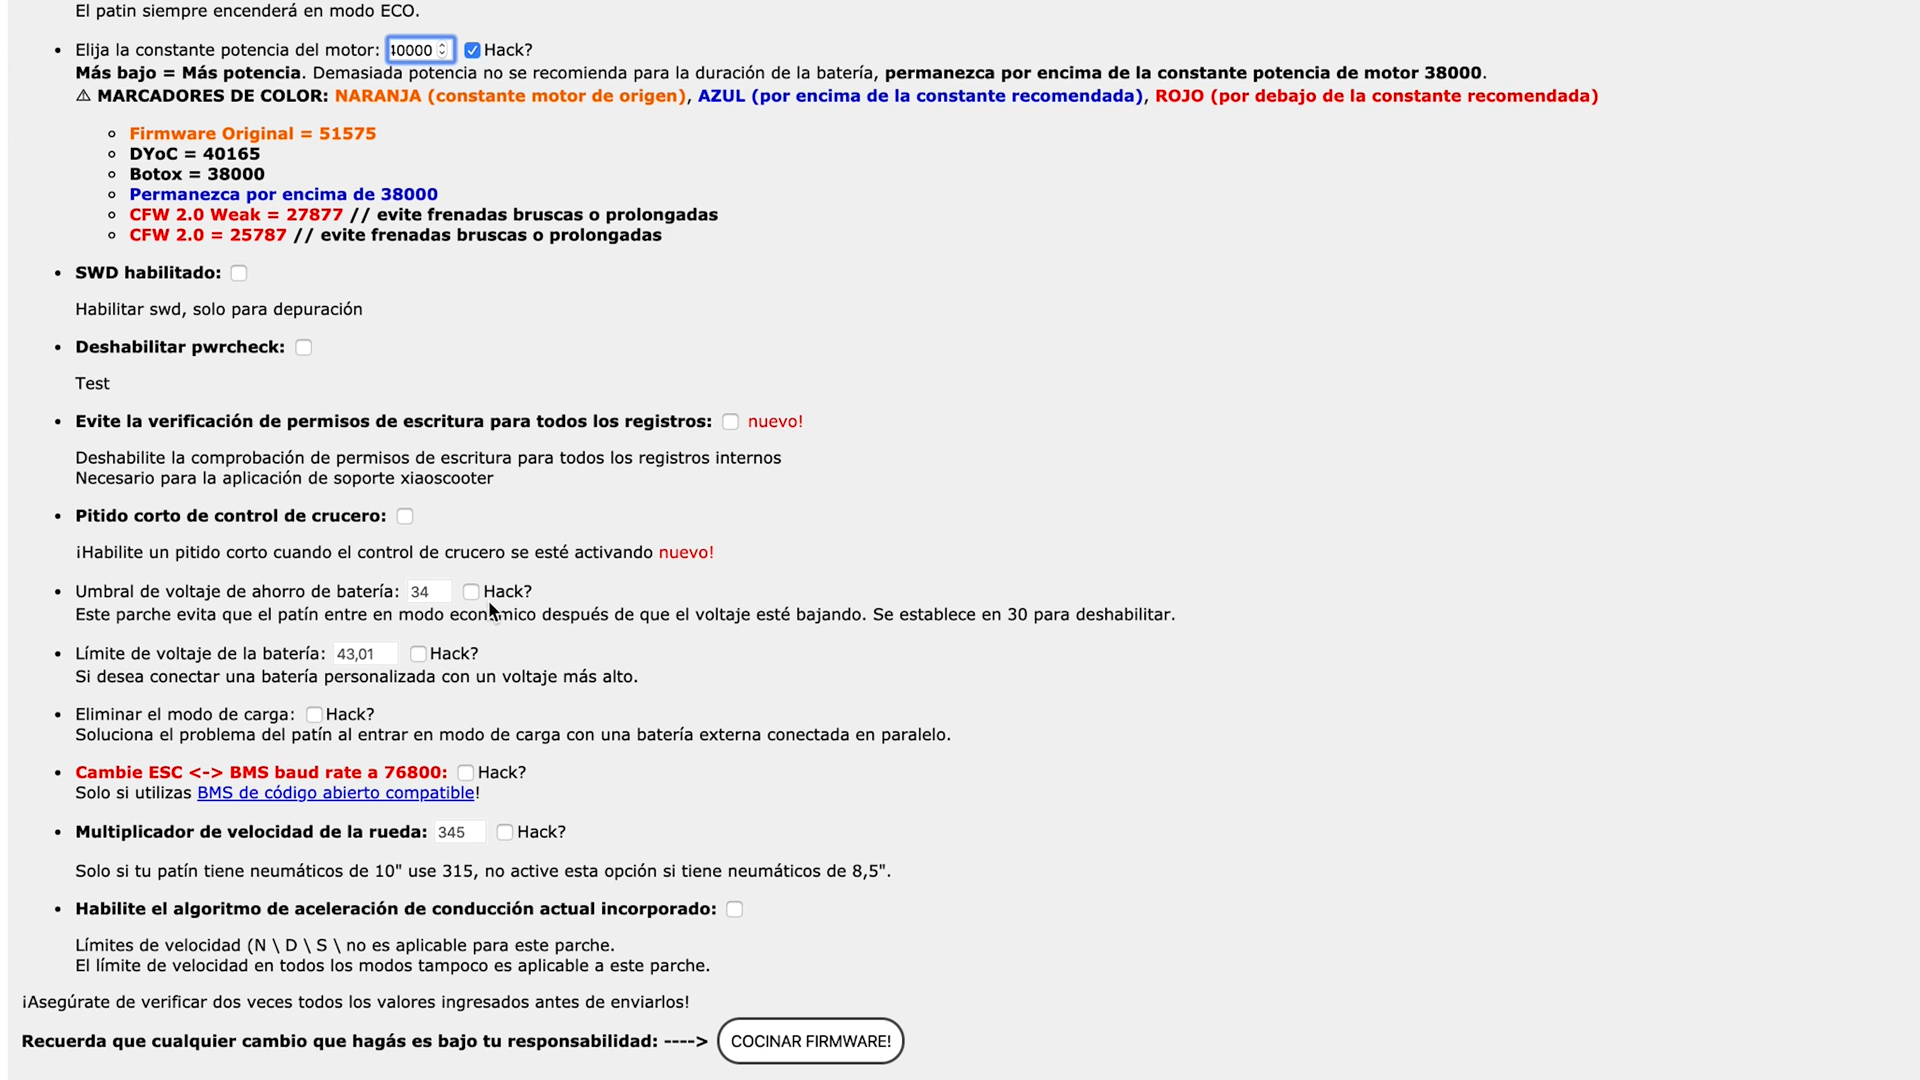 El patin siempre encenderá en modo ECO.
Elija la constante potencia del motor: 40000 Hack?
Más bajo = Más potencia. Demasiada potencia no se recomienda para la duración de la batería, permanezca por encima de la constante potencia de motor 38000.
⚠ MARCADORES DE COLOR: NARANJA (constante motor de origen), AZUL (por encima de la constante recomendada), ROJO (por debajo de la constante recomendada)
Firmware Original = 51575
DYoC = 40165
Botox = 38000
Permanezca por encima de 38000
CFW 2.0 Weak = 27877 // evite frenadas bruscas o prolongadas
CFW 2.0 = 25787 // evite frenadas bruscas o prolongadas
SWD habilitado:
Habilitar swd, solo para depuración
Deshabilitar pwrcheck:
Test
Evite la verificación de permisos de escritura para todos los registros: nuevo!
Deshabilite la comprobación de permisos de escritura para todos los registros internos
Necesario para la aplicación de soporte xiaoscooter
Pitido corto de control de crucero:
¡Habilite un pitido corto cuando el control de crucero se esté activando nuevo!
Umbral de voltaje de ahorro de batería: 34 Hack?
Este parche evita que el patín entre en modo económico después de que el voltaje esté bajando. Se establece en 30 para deshabilitar.
Límite de voltaje de la batería: 43,01 Hack?
Si desea conectar una batería personalizada con un voltaje más alto.
Eliminar el modo de carga: Hack?
Soluciona el problema del patín al entrar en modo de carga con una batería externa conectada en paralelo.
Cambie ESC <-> BMS baud rate a 76800: Hack?
Solo si utilizas BMS de código abierto compatible!
Multiplicador de velocidad de la rueda: 345 Hack?
Solo si tu patín tiene neumáticos de 10" use 315, no active esta opción si tiene neumáticos de 8,5".
Habilite el algoritmo de aceleración de conducción actual incorporado:
Límites de velocidad (N \ D \ S \ no es aplicable para este parche.
El límite de velocidad en todos los modos tampoco es aplicable a este parche.
¡Asegúrate de verificar dos veces todos los valores ingresados antes de enviarlos!
Recuerda que cualquier cambio que hagás es bajo tu responsabilidad: ----> COCINAR FIRMWARE!